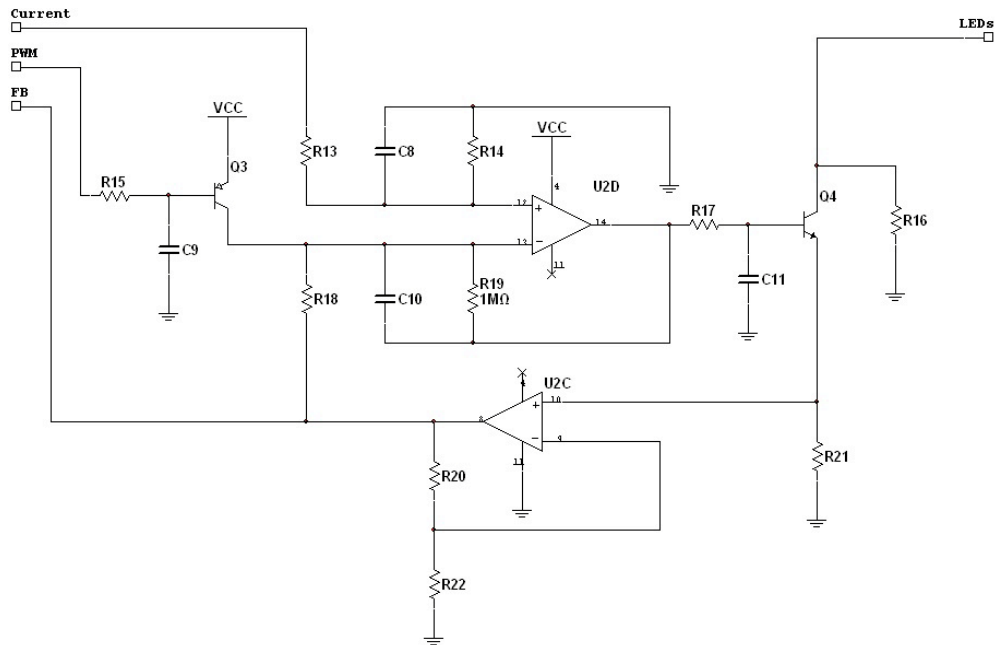 Current
LEDs
PWM
FB
VCC
VCC
Q3
R13
C8
R14
4
U2D
R15
12
+
14
R17
Q4
R16
13
−
11
C9
R18
C10
R19
1MΩ
C11
4
U2C
8
+
10
−
9
11
R20
R21
R22